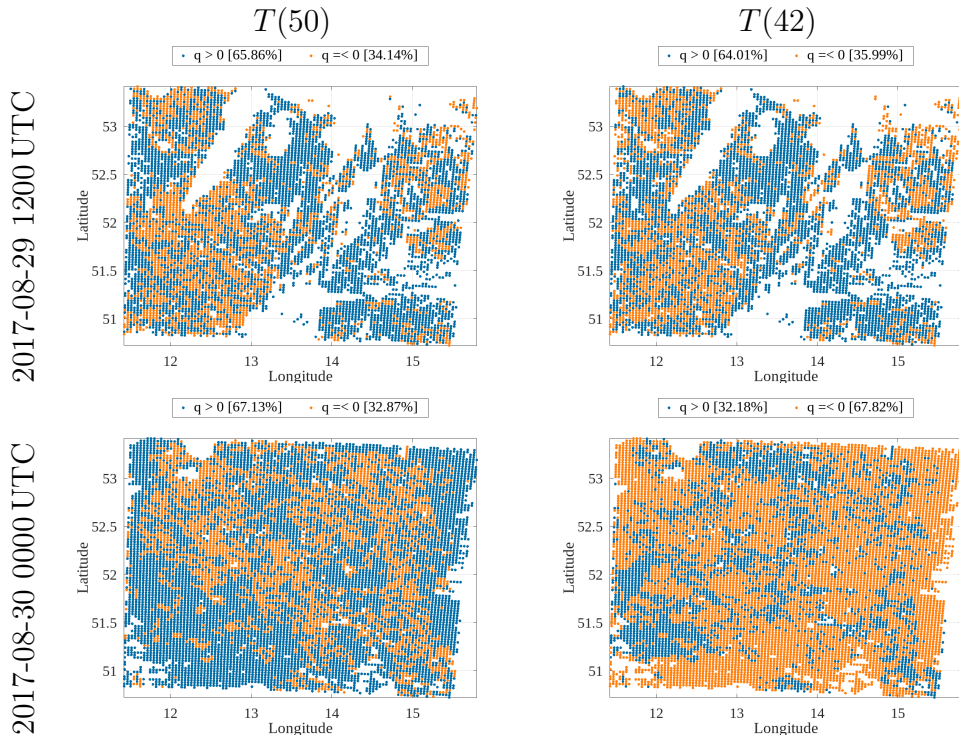 T(50)
T(42)
q > 0 [65.86%] q =< 0 [34.14%]
q > 0 [64.01%] q =< 0 [35.99%]
2017-08-29 1200 UTC
Latitude
53
52.5
52
51.5
51
12 13 14 15
Longitude
Latitude
53
52.5
52
51.5
51
12 13 14 15
Longitude
q > 0 [67.13%] q =< 0 [32.87%]
q > 0 [32.18%] q =< 0 [67.82%]
2017-08-30 0000 UTC
Latitude
53
52.5
52
51.5
51
12 13 14 15
Longitude
Latitude
53
52.5
52
51.5
51
12 13 14 15
Longitude